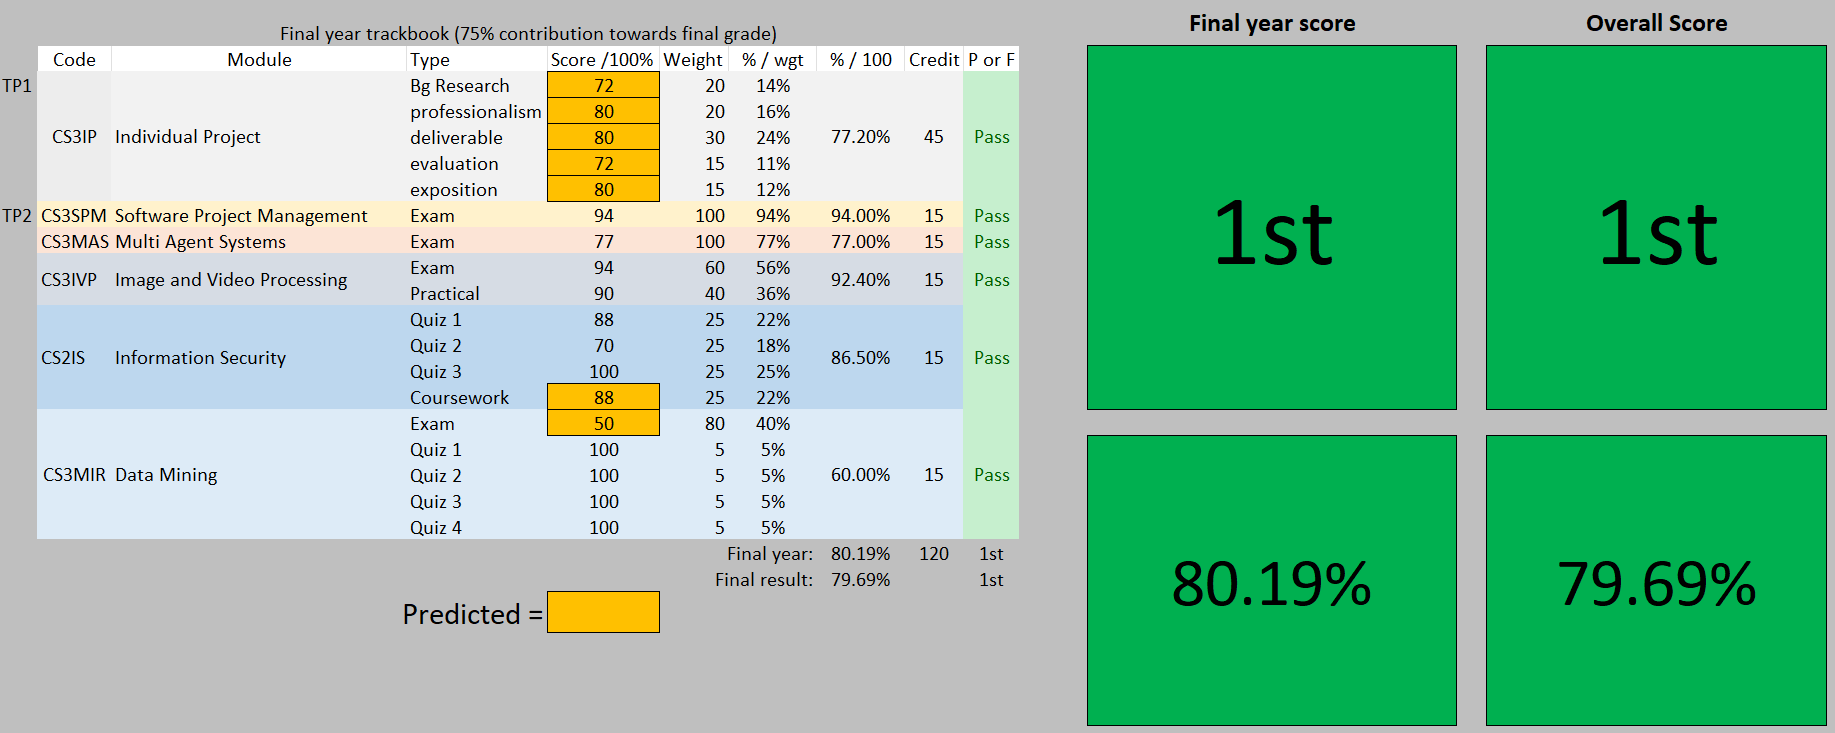 Final year score Overall Score
Final year trackbook (75% contribution towards final grade)
Code Module Type Score /100% Weight % / wgt % / 100 Credit P or F
TP1 Bg Research 72 20 14%
professionalism 80 20 16%
CS3IP Individual Project deliverable 80 30 24% 77.20% 45 Pass
evaluation 72 15 11%
exposition 80 15 12%
TP2 CS3SPM Software Project Management Exam 94 100 94% 94.00% 15 Pass
CS3MAS Multi Agent Systems Exam 77 100 77% 77.00% 15 Pass
Exam 94 60 56%
CS3IVP Image and Video Processing 92.40% 15 Pass
Practical 90 40 36%
Quiz 1 88 25 22%
Quiz 2 70 25 18%
CS2IS Information Security 86.50% 15 Pass
Quiz 3 100 25 25%
Coursework 88 25 22%
Exam 50 80 40%
Quiz 1 100 5 5%
CS3MIR Data Mining Quiz 2 100 5 5% 60.00% 15 Pass
Quiz 3 100 5 5%
Quiz 4 100 5 5%
Final year: 80.19% 120 1st
Final result: 79.69% 1st
Predicted =
1st 1st
80.19% 79.69%